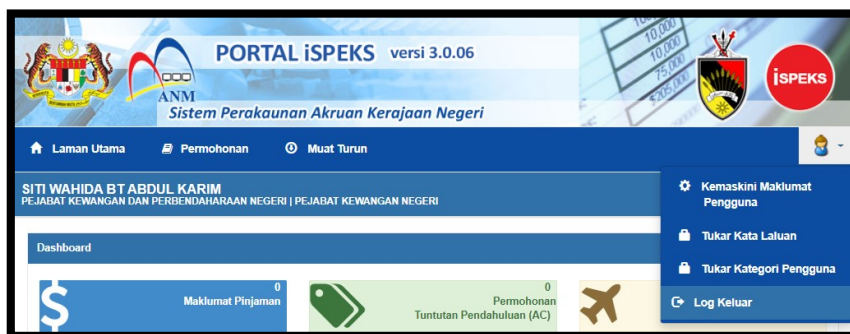 PORTAL iSPEKS versi 3.0.06
ANM
Sistem Perakaunan Akruan Kerajaan Negeri
iSPEKS
Laman Utama Permohonan Muat Turun
SITI WAHIDA BT ABDUL KARIM
PEJABAT KEWANGAN DAN PERBENDAHARAAN NEGERI | PEJABAT KEWANGAN NEGERI
Kemaskini Maklumat
Pengguna
Tukar Kata Laluan
Tukar Kategori Pengguna
Log Keluar
Dashboard
0
Maklumat Pinjaman
0
Permohonan
Tuntutan Pendahuluan (AC)